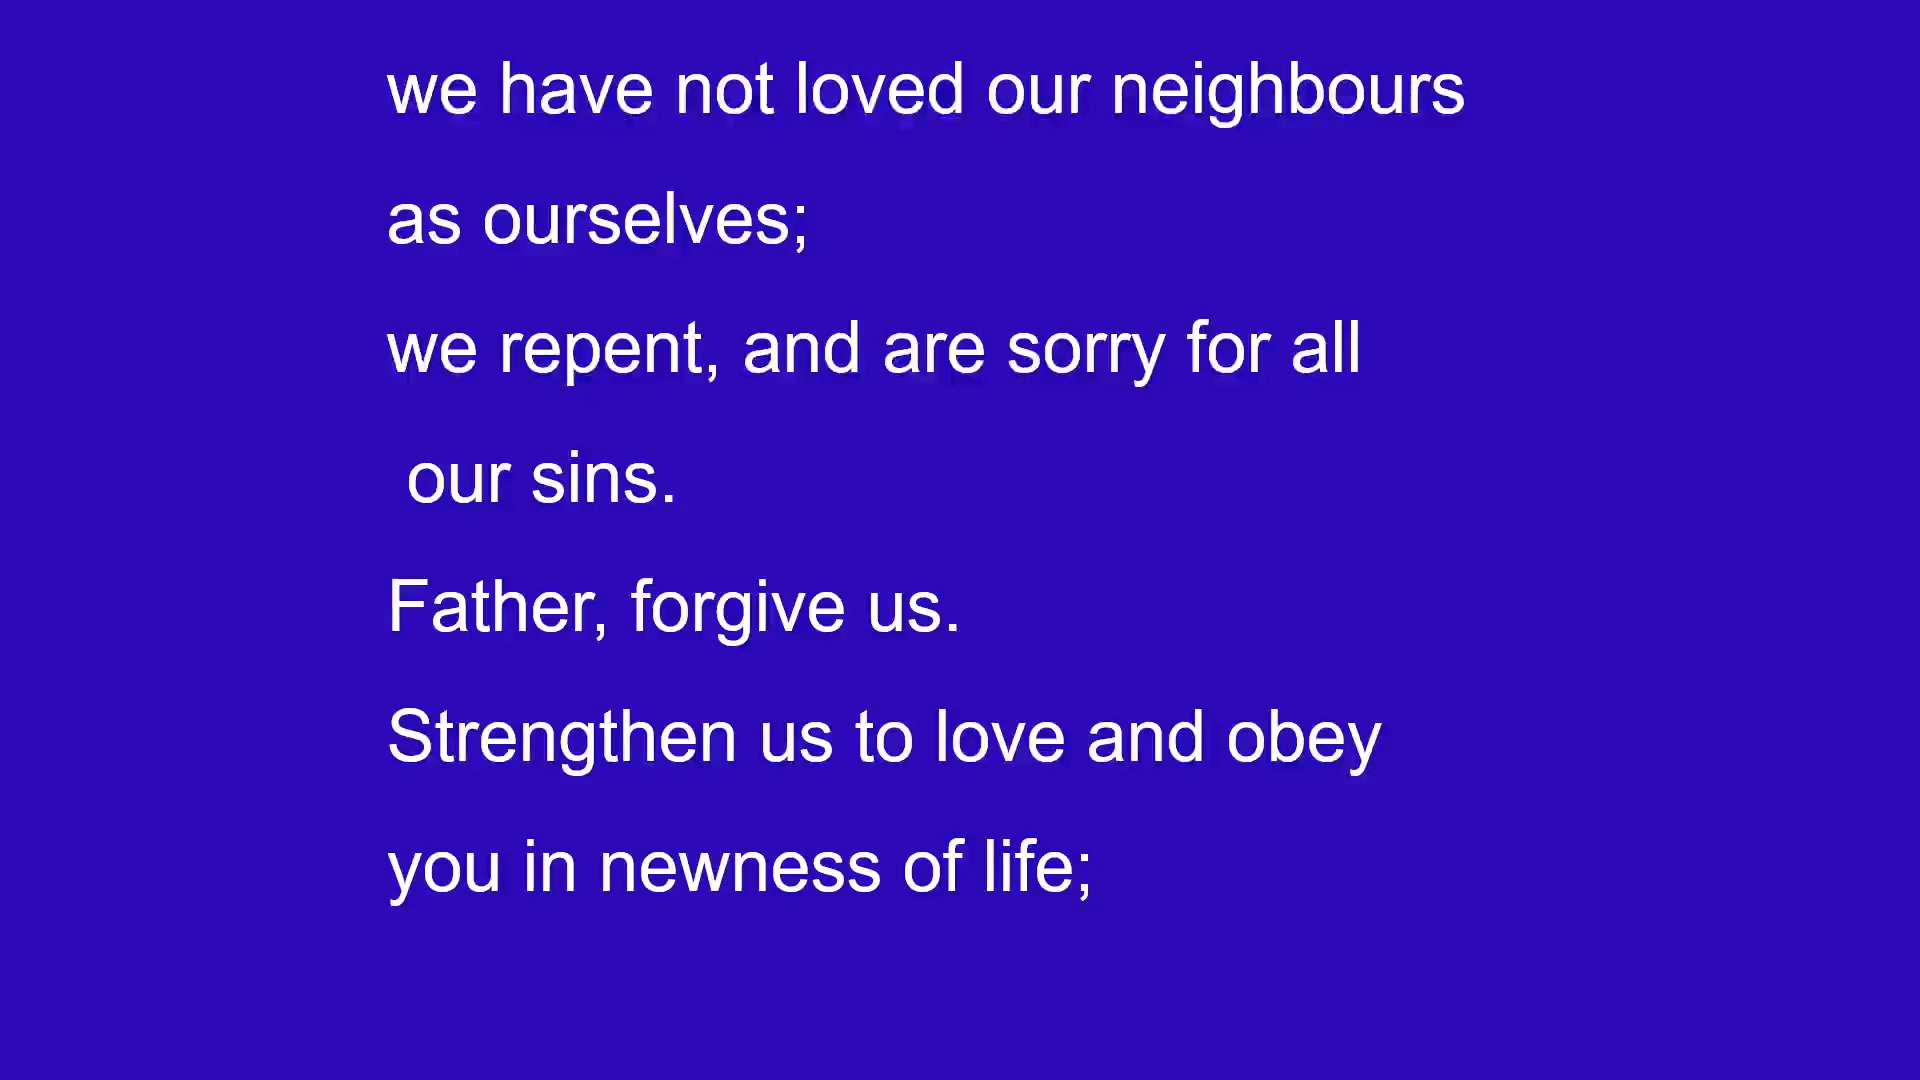 we have not loved our neighbours
as ourselves;
we repent, and are sorry for all
our sins.
Father, forgive us.
Strengthen us to love and obey
you in newness of life;